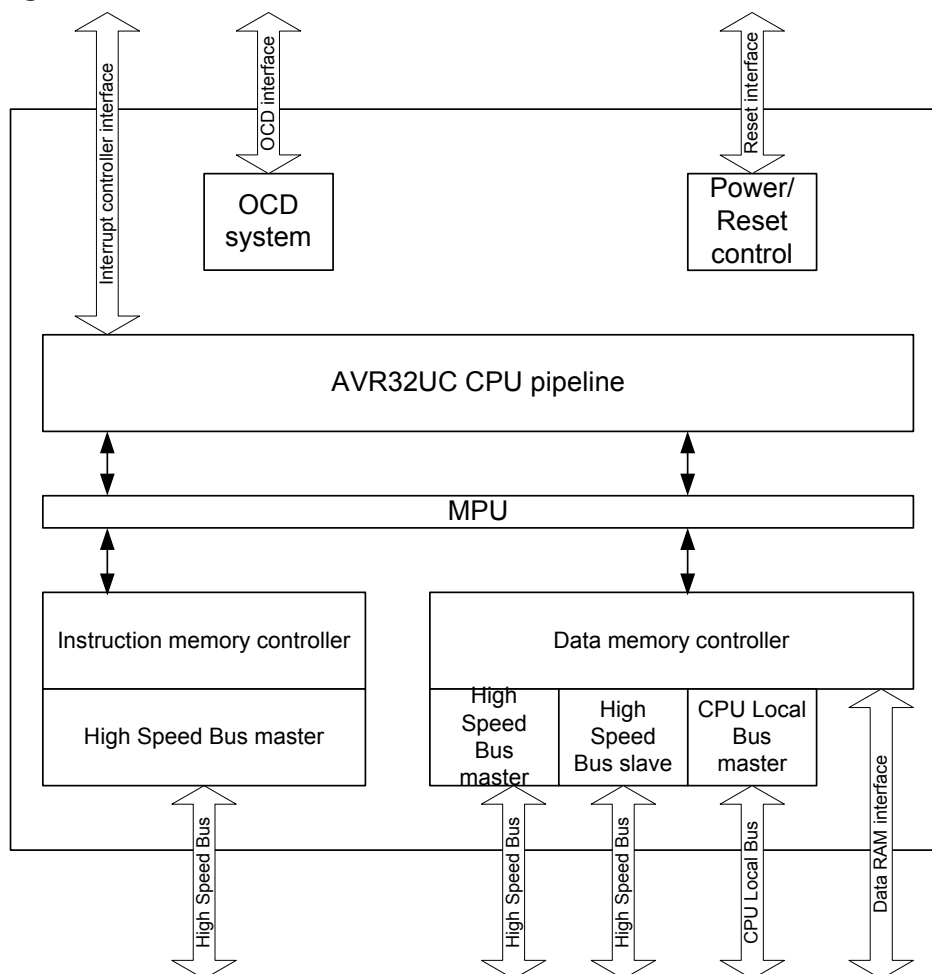 Interrupt controller interface
OCD interface
Reset interface
OCD
system
Power/
Reset
control
AVR32UC CPU pipeline
MPU
Instruction memory controller
High Speed Bus master
Data memory controller
High
Speed
Bus
master
High
Speed
Bus slave
CPU Local
Bus
master
High Speed Bus
High Speed Bus
High Speed Bus
CPU Local Bus
Data RAM interface